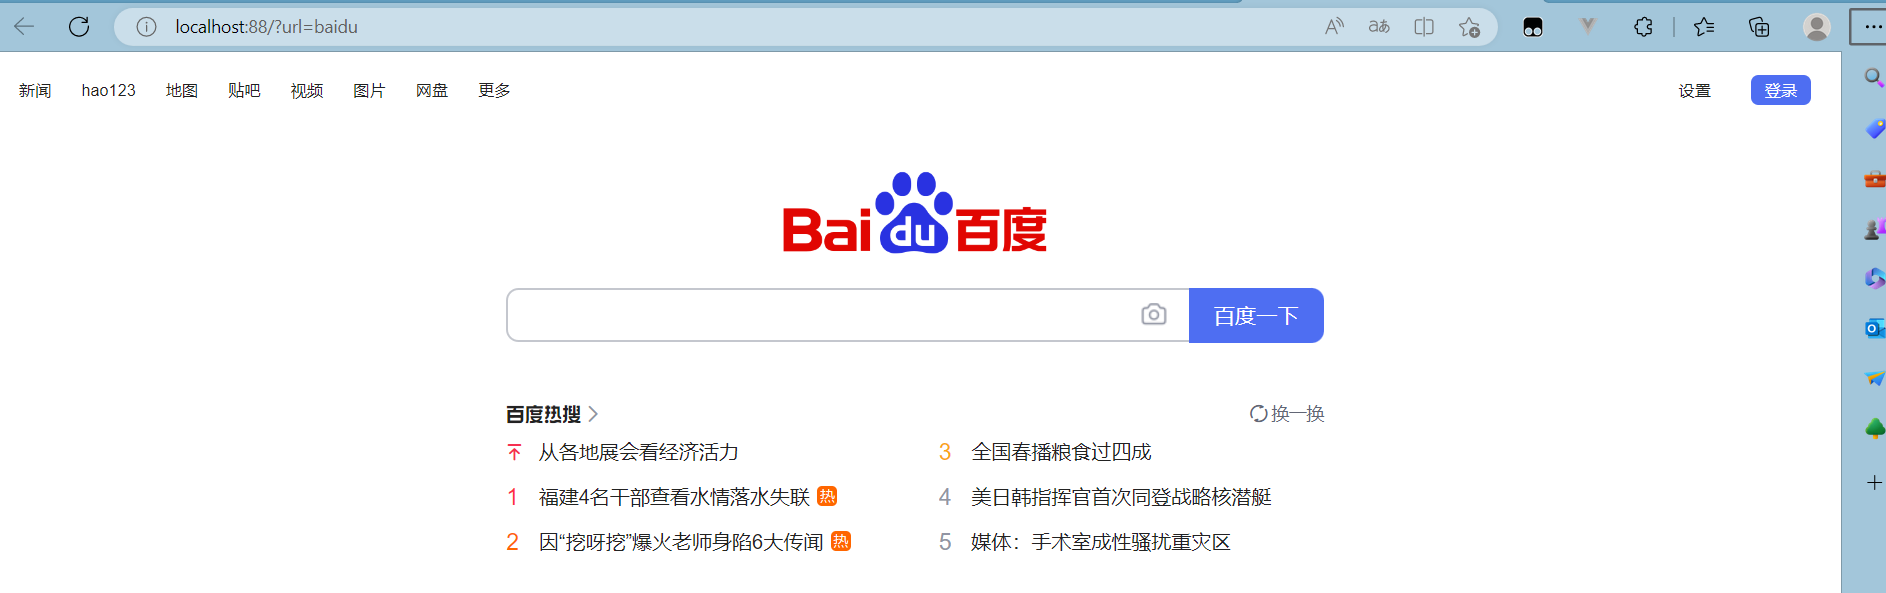 localhost:88/?url=baidu
新闻 hao123 地图 贴吧 视频 图片 网盘 更多 设置 登录
Bai du 百度
百度一下
百度热搜 换一换
从各地展会看经济活力
1 福建4名干部查看水情落水失联 热
2 因“挖呀挖”爆火老师身陷6大传闻 热
3 全国春播粮食过四成
4 美日韩指挥官首次同登战略核潜艇
5 媒体：手术室成性骚扰重灾区